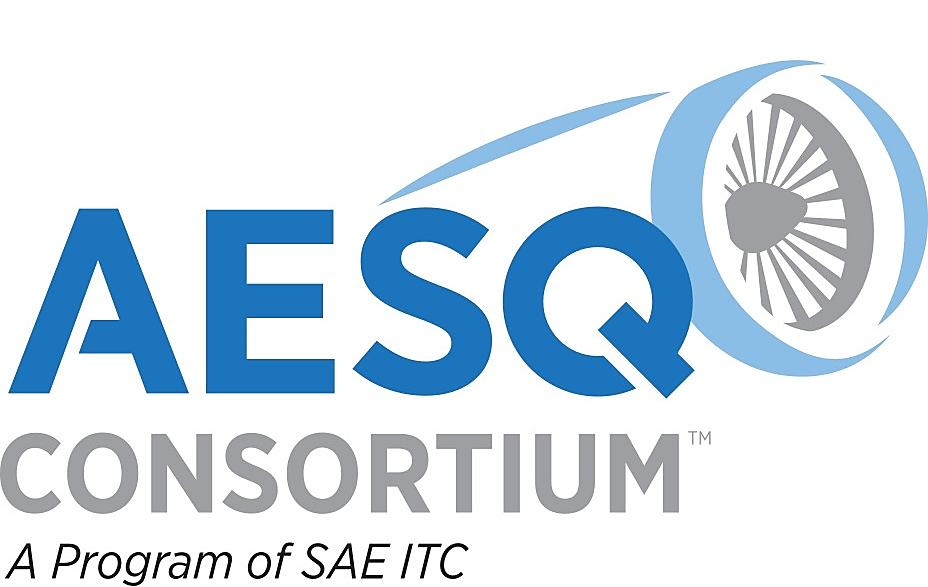 AESQ
CONSORTIUM™
A Program of SAE ITC